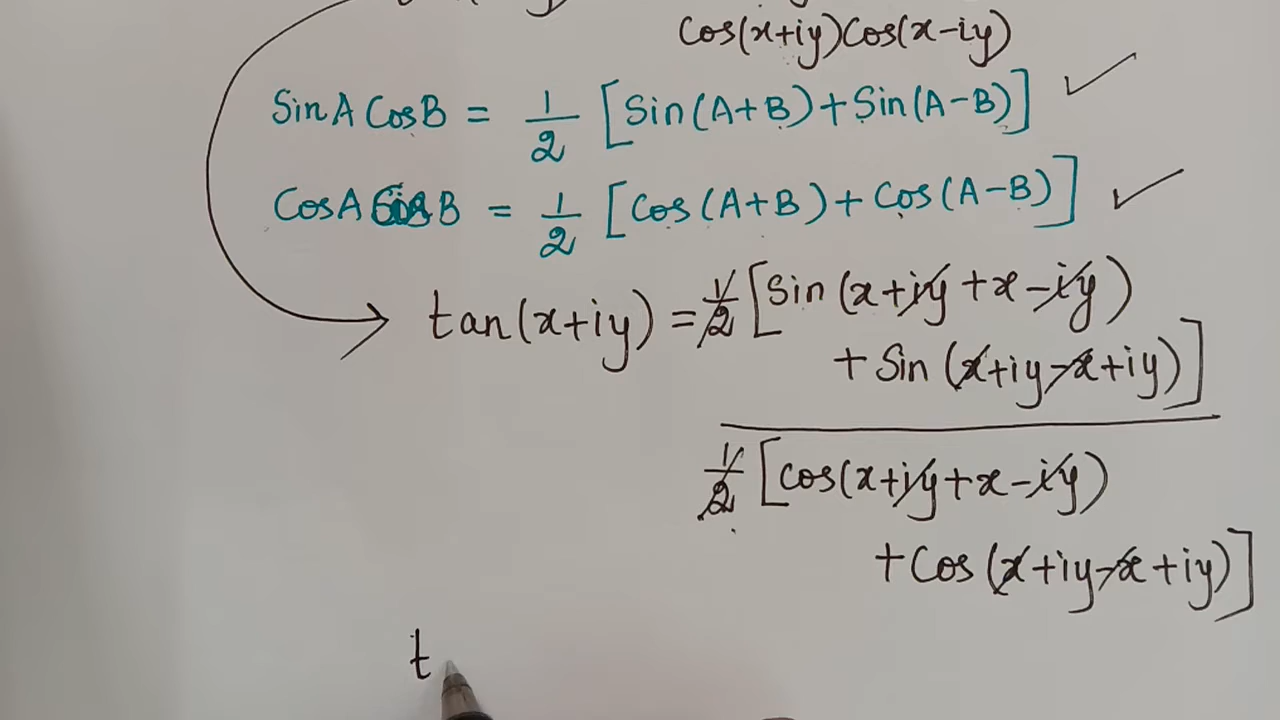 Cos(x+iy)Cos(x-iy)
Sin A Cos B = 1/2 [Sin(A+B)+Sin(A-B)] ✓
Cos A Cos B = 1/2 [Cos(A+B)+Cos(A-B)] ✓
tan(x+iy) = 1/2 [Sin(x+iy+x-iy)
+Sin(x+iy-x+iy)]
1/2 [Cos(x+iy+x-iy)
+Cos(x+iy-x+iy)]
t